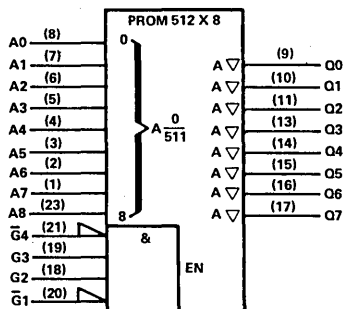 PROM 512 X 8
A0 (8) 0 A ▽ (9) Q0
A1 (7) A ▽ (10) Q1
A2 (6) A ▽ (11) Q2
A3 (5) A 0/511 A ▽ (13) Q3
A4 (4) A ▽ (14) Q4
A5 (3) A ▽ (15) Q5
A6 (2) A ▽ (16) Q6
A7 (1) A ▽ (17) Q7
A8 (23) 8
G̅4 (21) &
G3 (19) EN
G2 (18)
G̅1 (20)